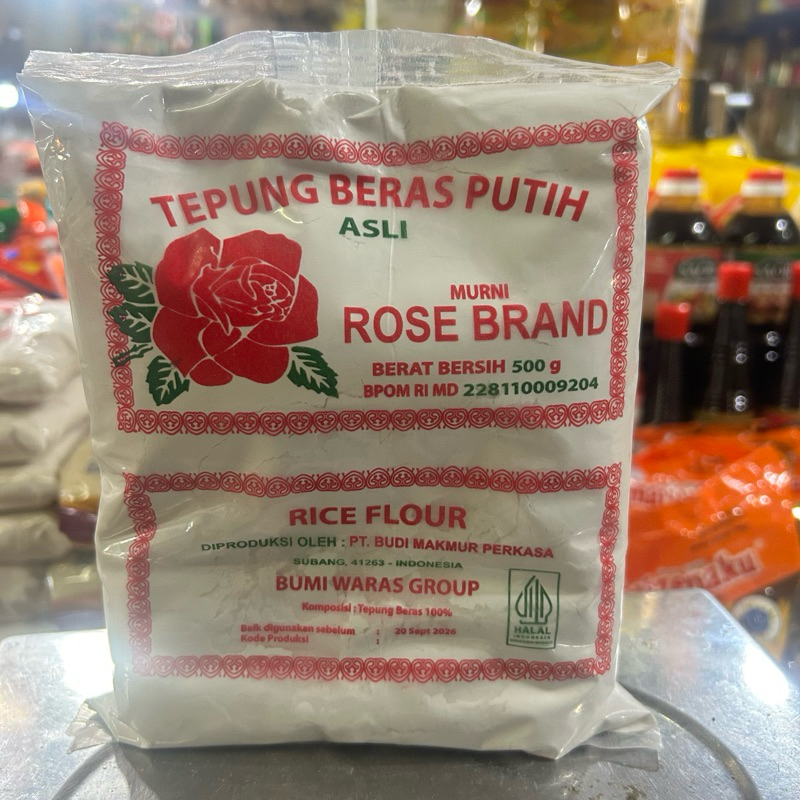 TEPUNG BERAS PUTIH
ASLI
MURNI
ROSE BRAND
BERAT BERSIH 500 g
BPOM RI MD 228110009204
RICE FLOUR
DIPRODUKSI OLEH : PT. BUDI MAKMUR PERKASA
SUBANG, 41263 - INDONESIA
BUMI WARAS GROUP
Komposisi : Tepung Beras 100%
Baik digunakan sebelum : 20 Sept 2026
Kode Produksi :
HALAL
INDONESIA